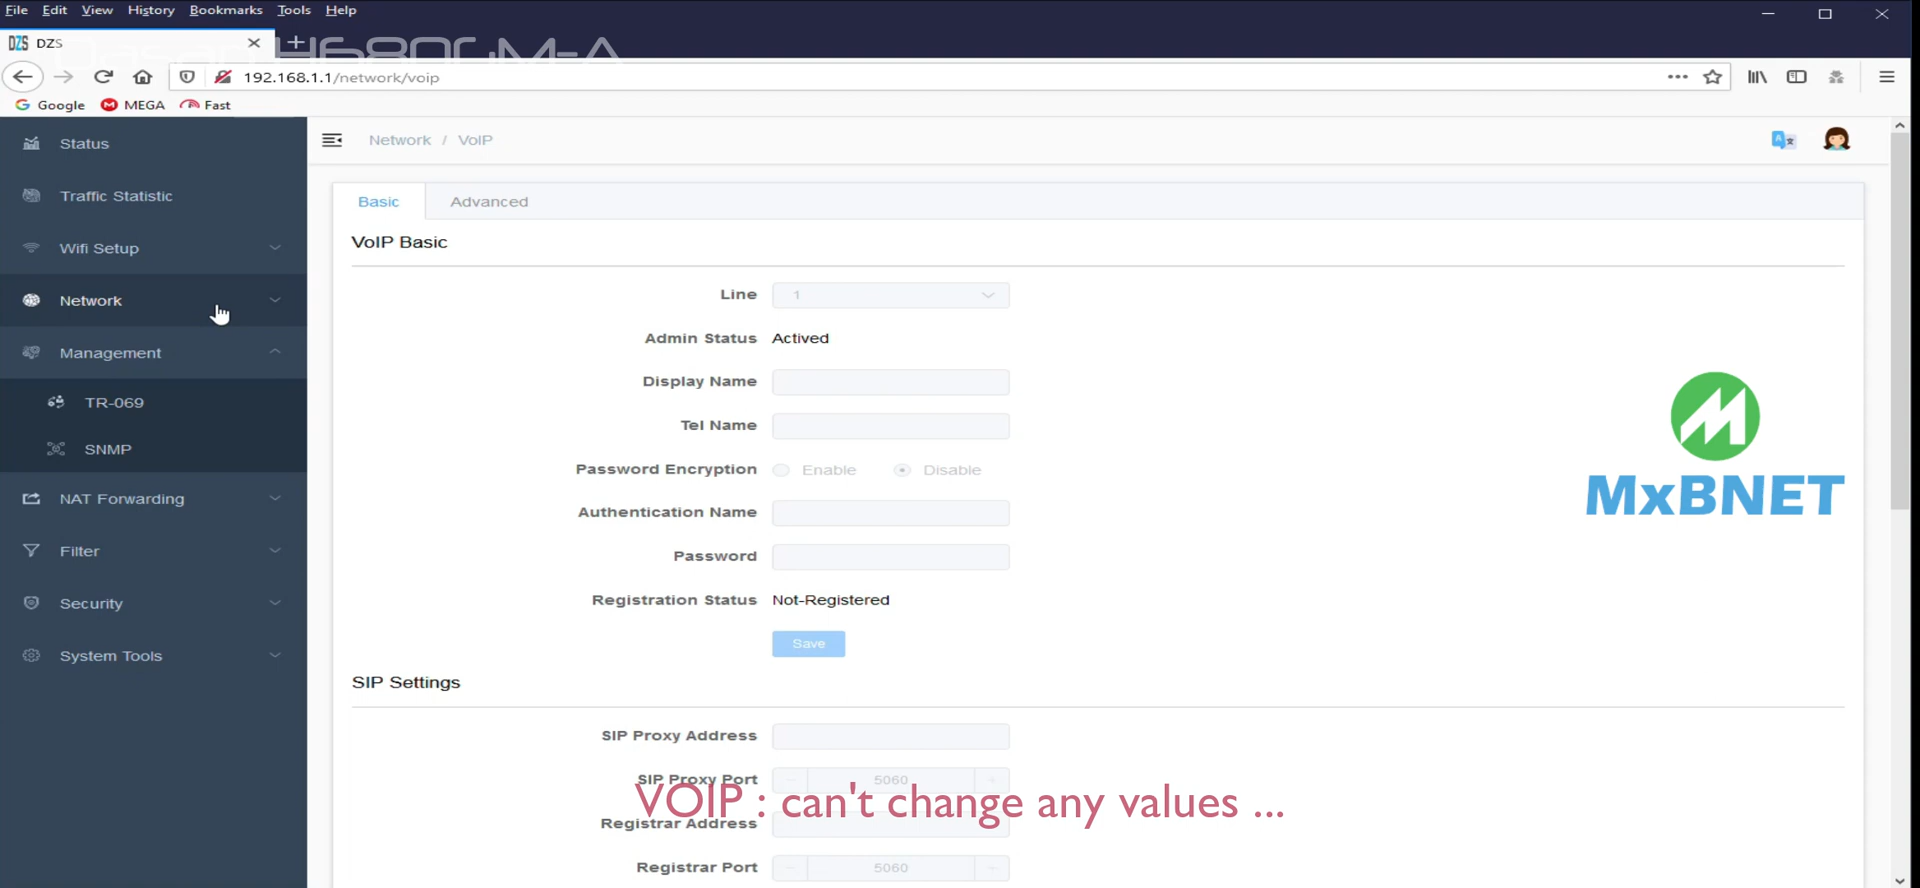 File Edit View History Bookmarks Tools Help
DZS DZS
192.168.1.1/network/voip
Google MEGA Fast
Status
Network / VoIP
Traffic Statistic
Basic Advanced
VoIP Basic
Wifi Setup
Line 1
Network
Admin Status Actived
Management
Display Name
TR-069
Tel Name
SNMP
Password Encryption Enable Disable
MxBNET
NAT Forwarding
Authentication Name
Filter
Password
Security
Registration Status Not-Registered
Save
System Tools
SIP Settings
SIP Proxy Address
SIP Proxy Port - 5060 +
VOIP : can't change any values ...
Registrar Address
Registrar Port - 5060 +